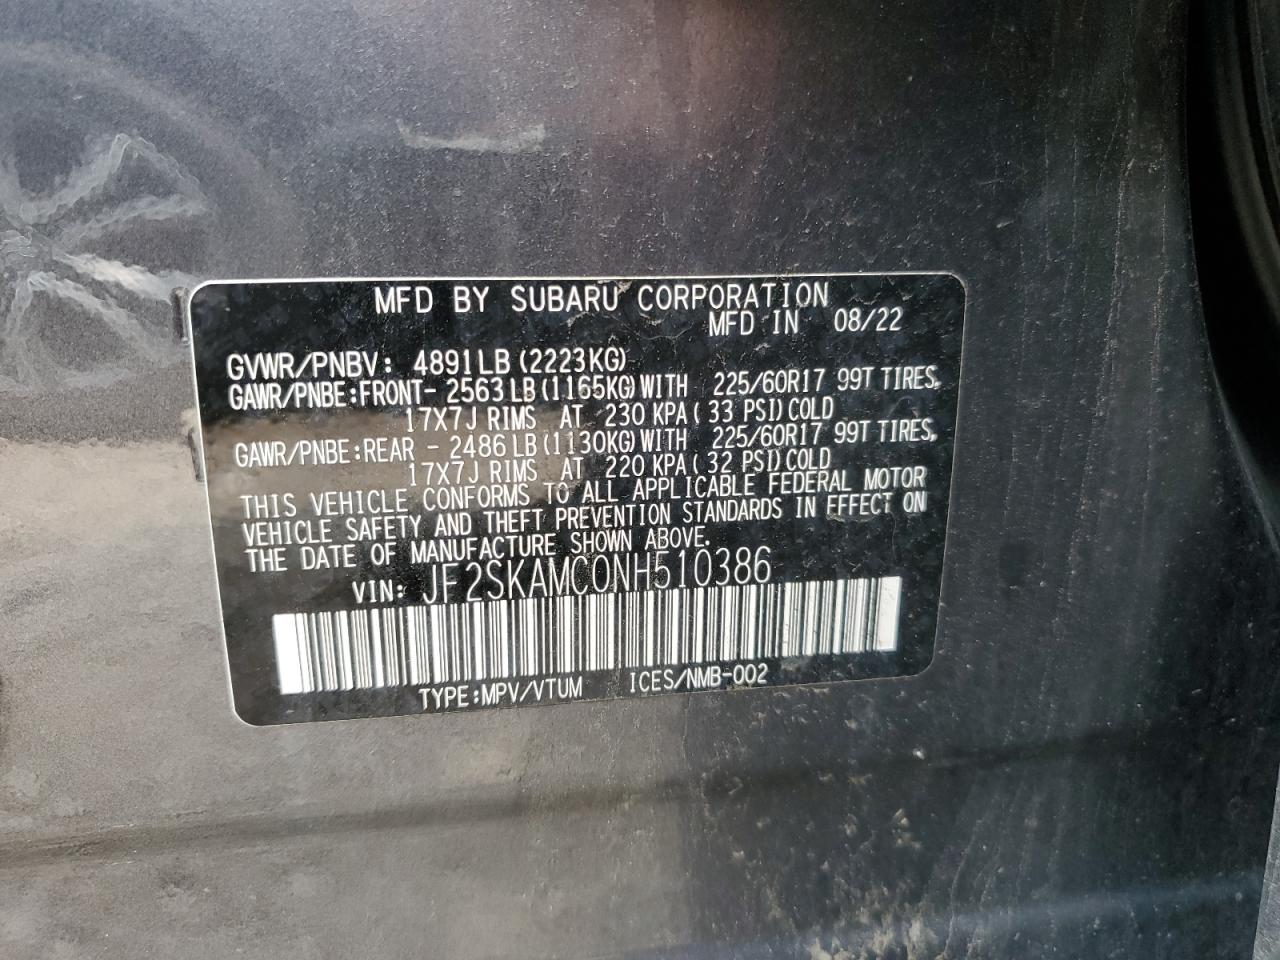 MFD BY SUBARU CORPORATION
MFD IN 08/22
GVWR/PNBV: 4891LB (2223KG)
GAWR/PNBE:FRONT- 2563LB(1165KG)WITH 225/60R17 99T TIRES,
17X7J RIMS AT 230 KPA( 33 PSI)COLD
GAWR/PNBE:REAR - 2486LB(1130KG)WITH 225/60R17 99T TIRES,
17X7J RIMS AT 220 KPA( 32 PSI)COLD
THIS VEHICLE CONFORMS TO ALL APPLICABLE FEDERAL MOTOR
VEHICLE SAFETY AND THEFT PREVENTION STANDARDS IN EFFECT ON
THE DATE OF MANUFACTURE SHOWN ABOVE.
VIN: JF2SKAMC0NH510386
TYPE:MPV/VTUM ICES/NMB-002